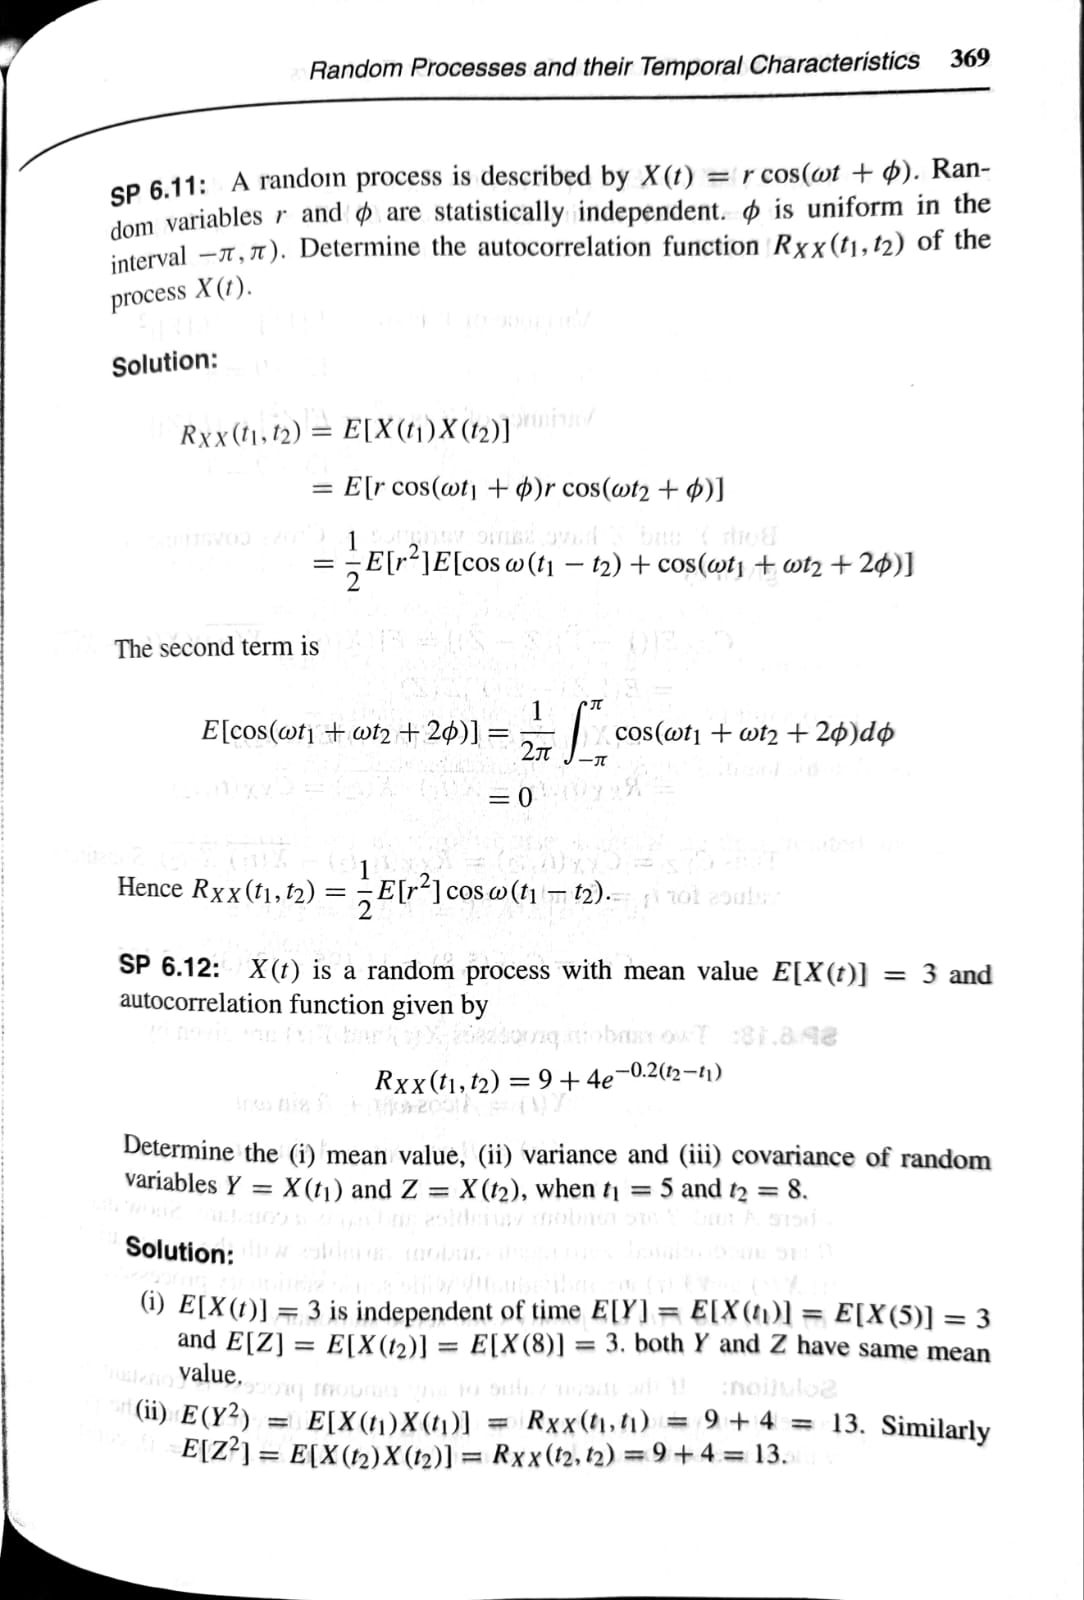 Random Processes and their Temporal Characteristics 369
SP 6.11: A random process is described by X(t) = r cos(ωt + ϕ). Ran-
dom variables r and ϕ are statistically independent. ϕ is uniform in the
interval −π, π). Determine the autocorrelation function R_XX(t₁, t₂) of the
process X(t).
Solution:
R_XX(t₁, t₂) = E[X(t₁)X(t₂)]
= E[r cos(ωt₁ + ϕ)r cos(ωt₂ + ϕ)]
= 1/2 E[r²]E[cos ω(t₁ − t₂) + cos(ωt₁ + ωt₂ + 2ϕ)]
The second term is
E[cos(ωt₁ + ωt₂ + 2ϕ)] = 1/2π ∫_{−π}^{π} cos(ωt₁ + ωt₂ + 2ϕ)dϕ
= 0
Hence R_XX(t₁, t₂) = 1/2 E[r²] cos ω(t₁ − t₂).
SP 6.12: X(t) is a random process with mean value E[X(t)] = 3 and
autocorrelation function given by
R_XX(t₁, t₂) = 9 + 4e^{−0.2(t₂−t₁)}
Determine the (i) mean value, (ii) variance and (iii) covariance of random
variables Y = X(t₁) and Z = X(t₂), when t₁ = 5 and t₂ = 8.
Solution:
(i) E[X(t)] = 3 is independent of time E[Y] = E[X(t₁)] = E[X(5)] = 3
and E[Z] = E[X(t₂)] = E[X(8)] = 3. both Y and Z have same mean
value.
(ii) E(Y²) = E[X(t₁)X(t₁)] = R_XX(t₁, t₁) = 9 + 4 = 13. Similarly
E[Z²] = E[X(t₂)X(t₂)] = R_XX(t₂, t₂) = 9 + 4 = 13.